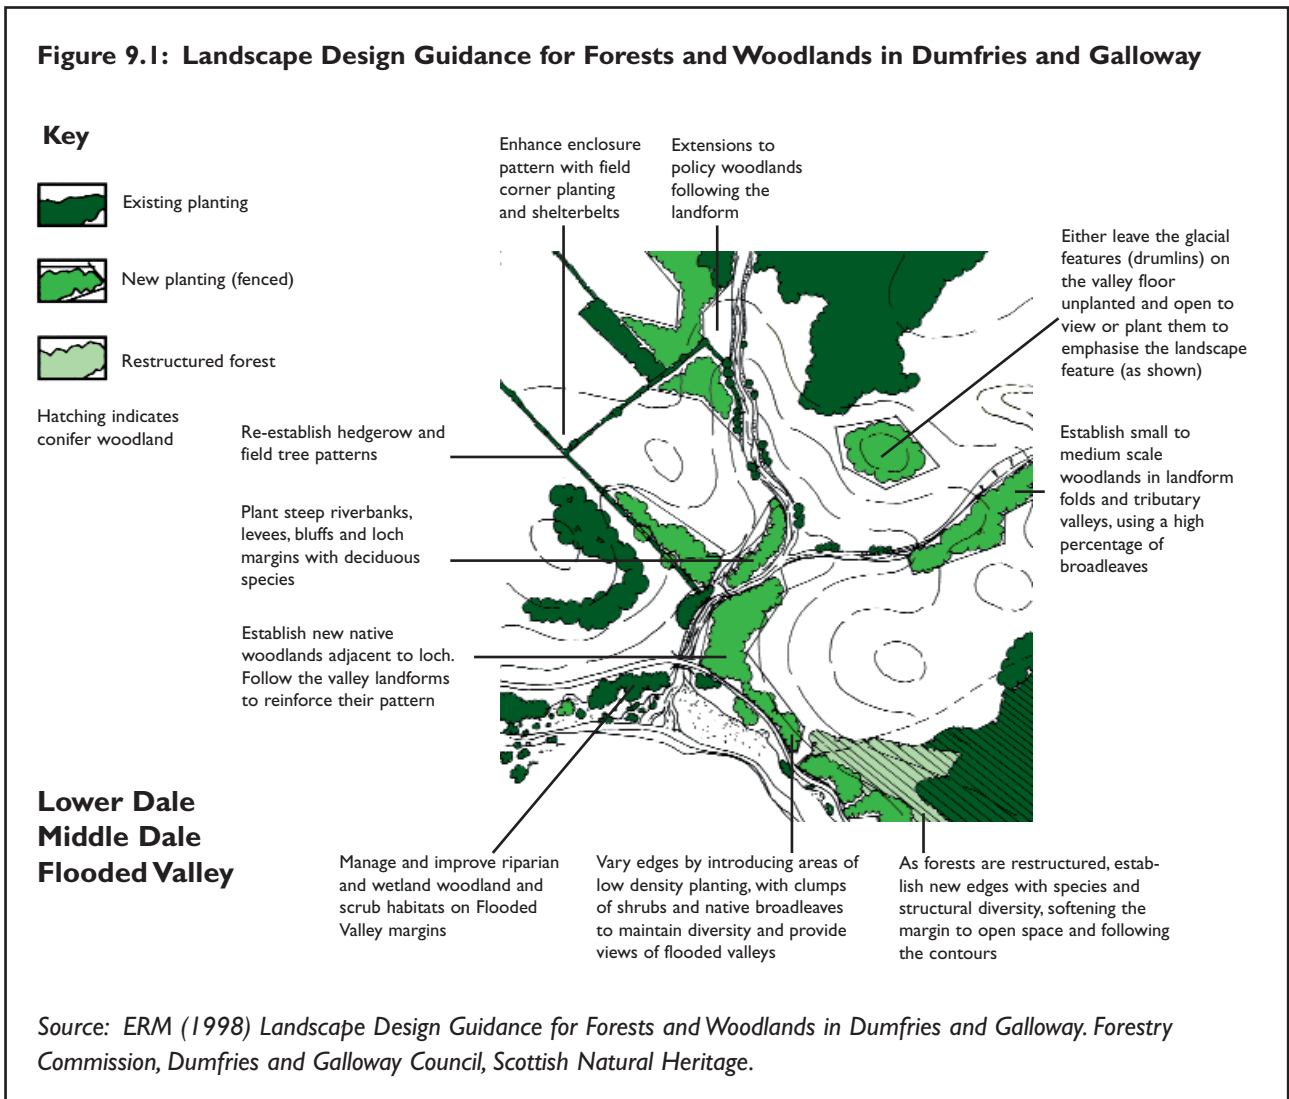 Figure 9.1: Landscape Design Guidance for Forests and Woodlands in Dumfries and Galloway
Key
Existing planting
New planting (fenced)
Restructured forest
Hatching indicates
conifer woodland
Enhance enclosure
pattern with field
corner planting
and shelterbelts
Extensions to
policy woodlands
following the
landform
Either leave the glacial
features (drumlins) on
the valley floor
unplanted and open to
view or plant them to
emphasise the landscape
feature (as shown)
Re-establish hedgerow and
field tree patterns
Establish small to
medium scale
woodlands in landform
folds and tributary
valleys, using a high
percentage of
broadleaves
Plant steep riverbanks,
levees, bluffs and loch
margins with deciduous
species
Establish new native
woodlands adjacent to loch.
Follow the valley landforms
to reinforce their pattern
Lower Dale
Middle Dale
Flooded Valley
Manage and improve riparian
and wetland woodland and
scrub habitats on Flooded
Valley margins
Vary edges by introducing areas of
low density planting, with clumps
of shrubs and native broadleaves
to maintain diversity and provide
views of flooded valleys
As forests are restructured, estab-
lish new edges with species and
structural diversity, softening the
margin to open space and following
the contours
Source: ERM (1998) Landscape Design Guidance for Forests and Woodlands in Dumfries and Galloway. Forestry
Commission, Dumfries and Galloway Council, Scottish Natural Heritage.